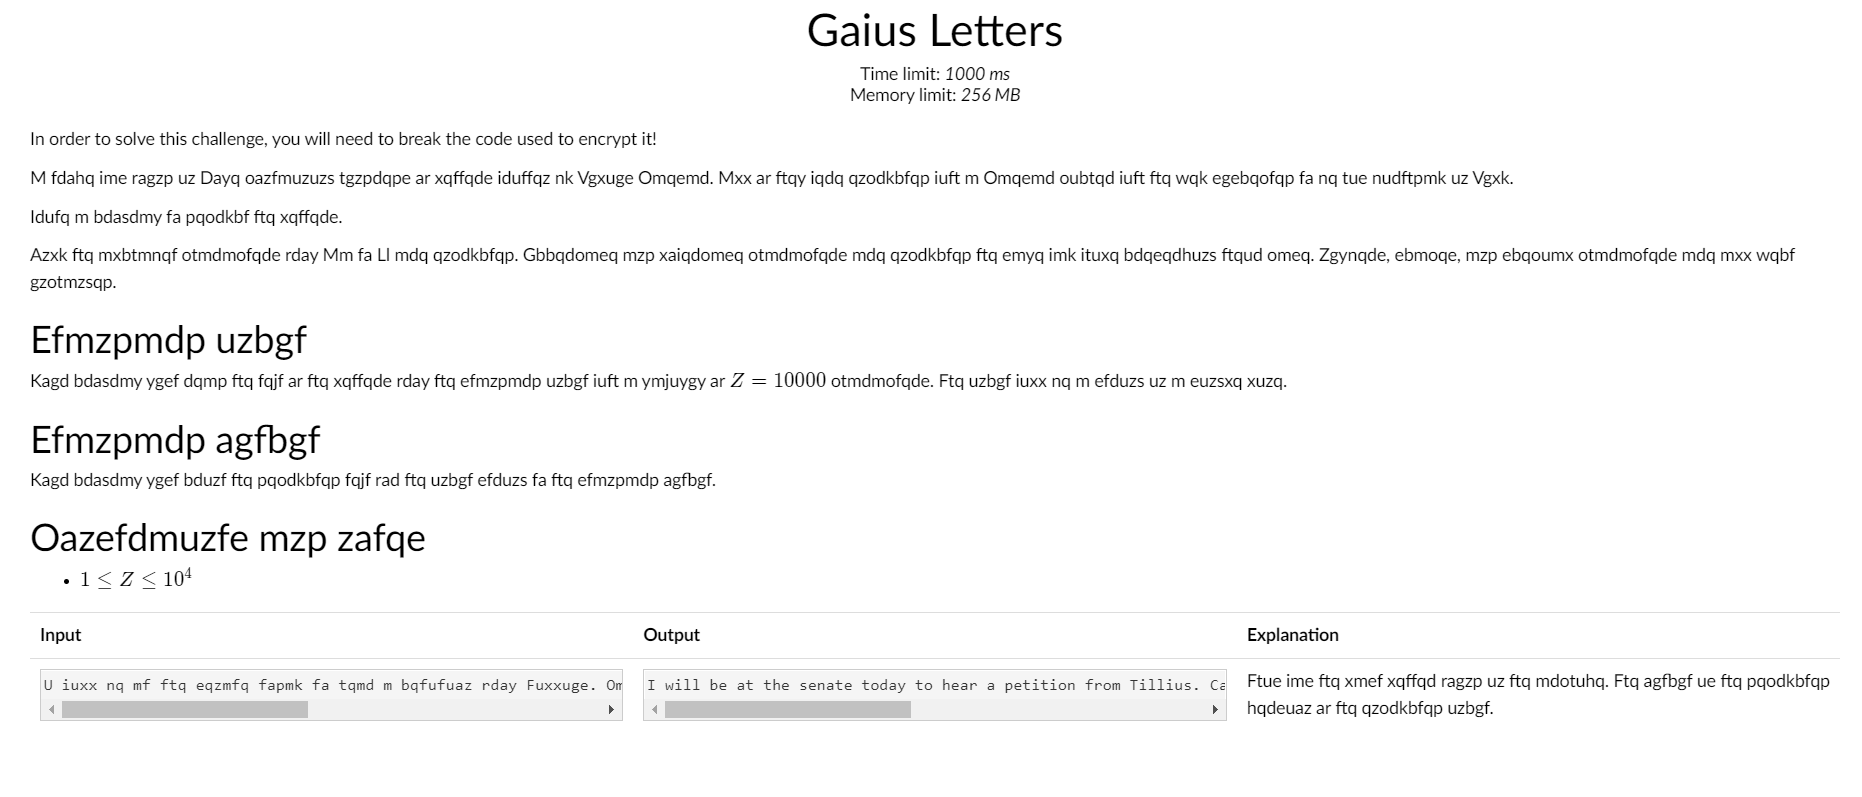 Gaius Letters
Time limit: 1000 ms
Memory limit: 256 MB
In order to solve this challenge, you will need to break the code used to encrypt it!
M fdahq ime ragzp uz Dayq oazfmuzuzs tgzpdqpe ar xqffqde iduffqz nk Vgxuge Omqemd. Mxx ar ftqy iqdq qzodkbfqp iuft m Omqemd oubtqd iuft ftq wqk egebqofqp fa nq tue nudftpmk uz Vgxk.
Idufq m bdasdmy fa pqodkbf ftq xqffqde.
Azxk ftq mxbtmnqf otmdmofqde rday Mm fa Ll mdq qzodkbfqp. Gbbqdomeq mzp xaiqdomeq otmdmofqde mdq qzodkbfqp ftq emyq imk ituxq bdqeqdhuzs ftqud omeq. Zgynqde, ebmoqe, mzp ebqoumx otmdmofqde mdq mxx wqbf
gzotmzsqp.
Efmzpmdp uzbgf
Kagd bdasdmy ygef dqmp ftq fqjf ar ftq xqffqde rday ftq efmzpmdp uzbgf iuft m ymjuygy ar Z = 10000 otmdmofqde. Ftq uzbgf iuxx nq m efduzs uz m euzsxq xuzq.
Efmzpmdp agfbgf
Kagd bdasdmy ygef bduzf ftq pqodkbfqp fqjf rad ftq uzbgf efduzs fa ftq efmzpmdp agfbgf.
Oazefdmuzfe mzp zafqe
• 1 ≤ Z ≤ 10⁴
Input Output Explanation
U iuxx nq mf ftq eqzmfq fapmk fa tqmd m bqfufuaz rday Fuxxuge. Om I will be at the senate today to hear a petition from Tillius. Ca Ftue ime ftq xmef xqffqd ragzp uz ftq mdotuhq. Ftq agfbgf ue ftq pqodkbfqp
hqdeuaz ar ftq qzodkbfqp uzbgf.